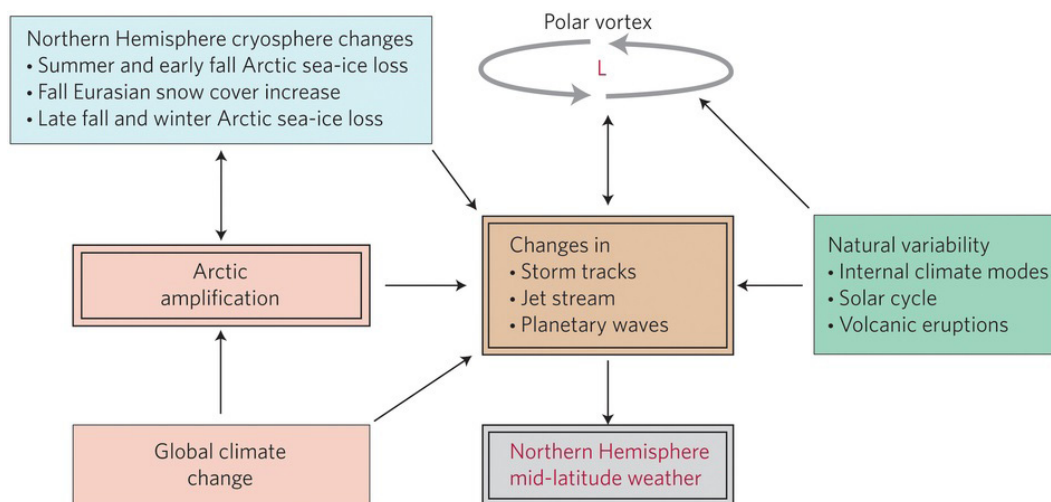 Northern Hemisphere cryosphere changes
• Summer and early fall Arctic sea-ice loss
• Fall Eurasian snow cover increase
• Late fall and winter Arctic sea-ice loss
Polar vortex
L
Arctic
amplification
Changes in
• Storm tracks
• Jet stream
• Planetary waves
Natural variability
• Internal climate modes
• Solar cycle
• Volcanic eruptions
Global climate
change
Northern Hemisphere
mid-latitude weather